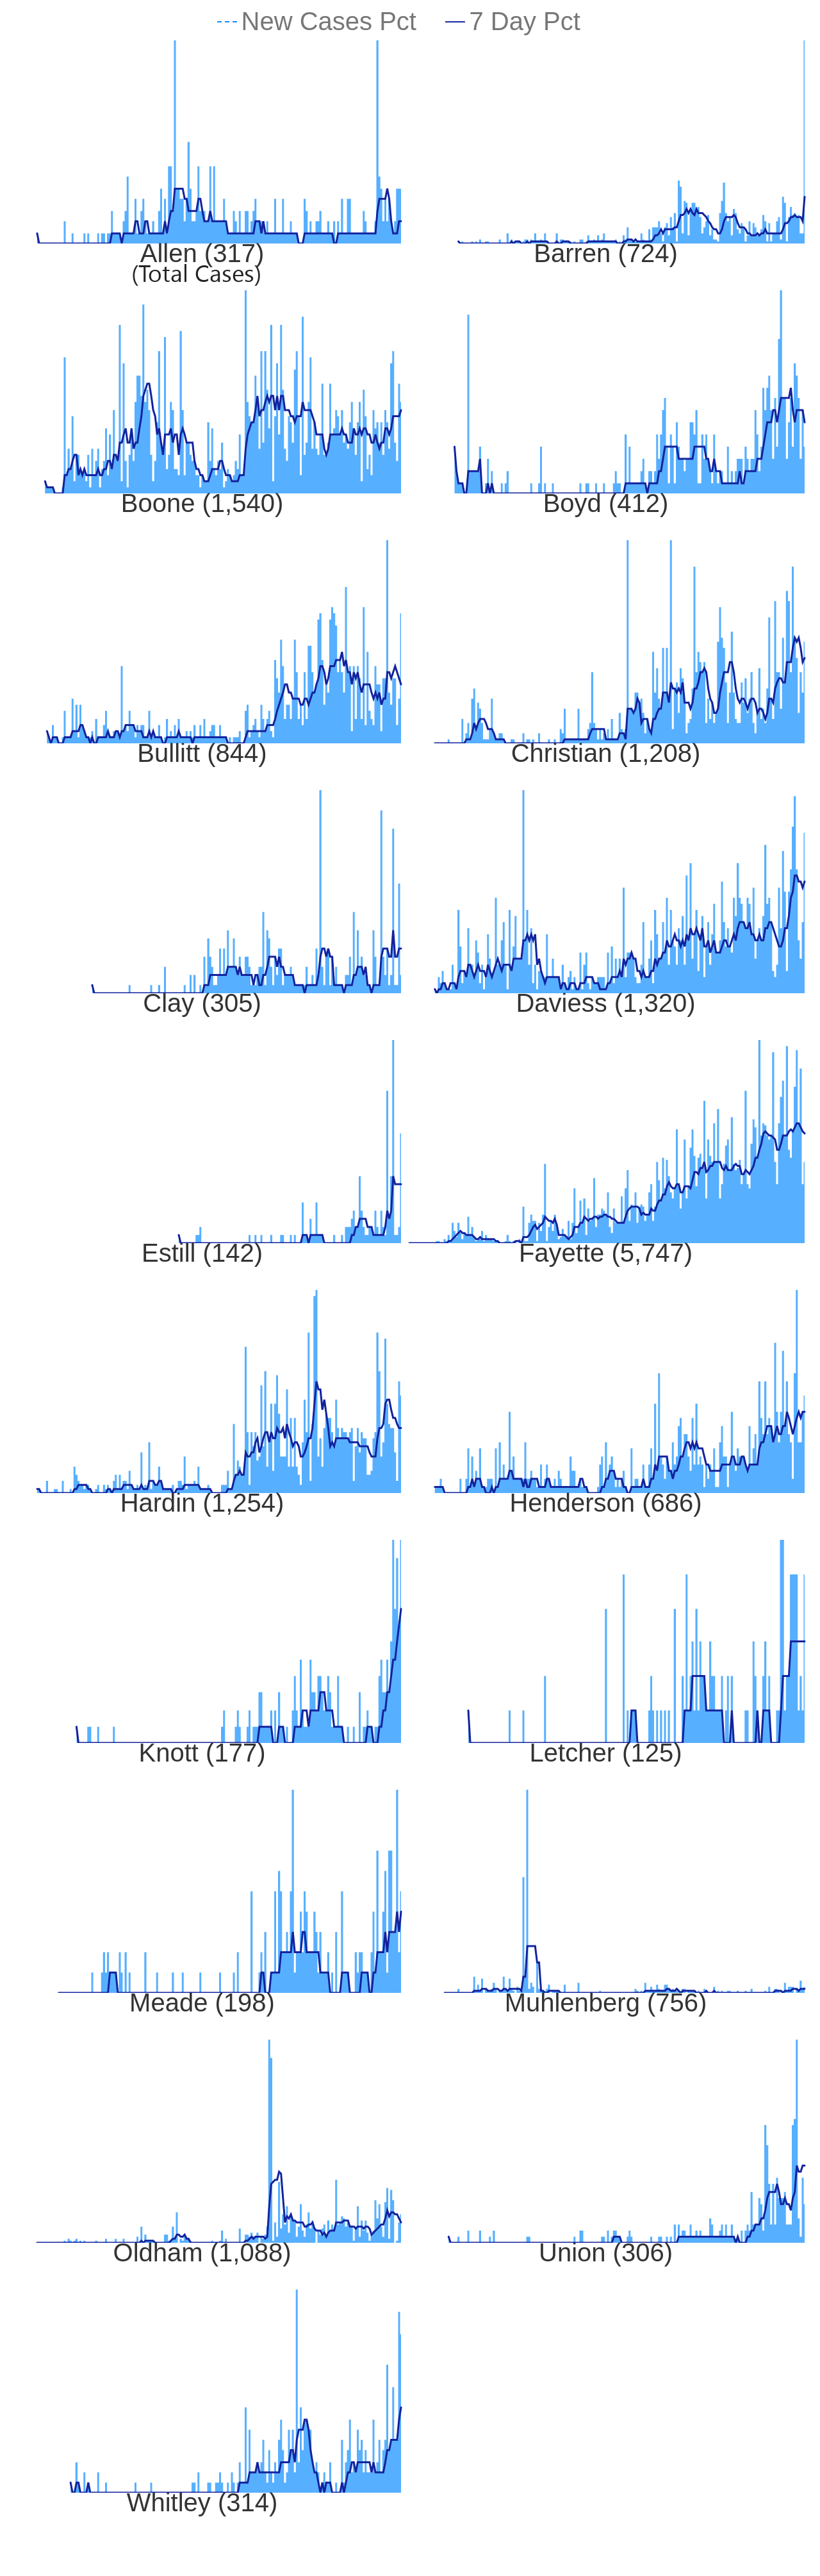 New Cases Pct 7 Day Pct
Allen (317) Barren (724)
(Total Cases)
Boone (1,540) Boyd (412)
Bullitt (844) Christian (1,208)
Clay (305) Daviess (1,320)
Estill (142) Fayette (5,747)
Hardin (1,254) Henderson (686)
Knott (177) Letcher (125)
Meade (198) Muhlenberg (756)
Oldham (1,088) Union (306)
Whitley (314)